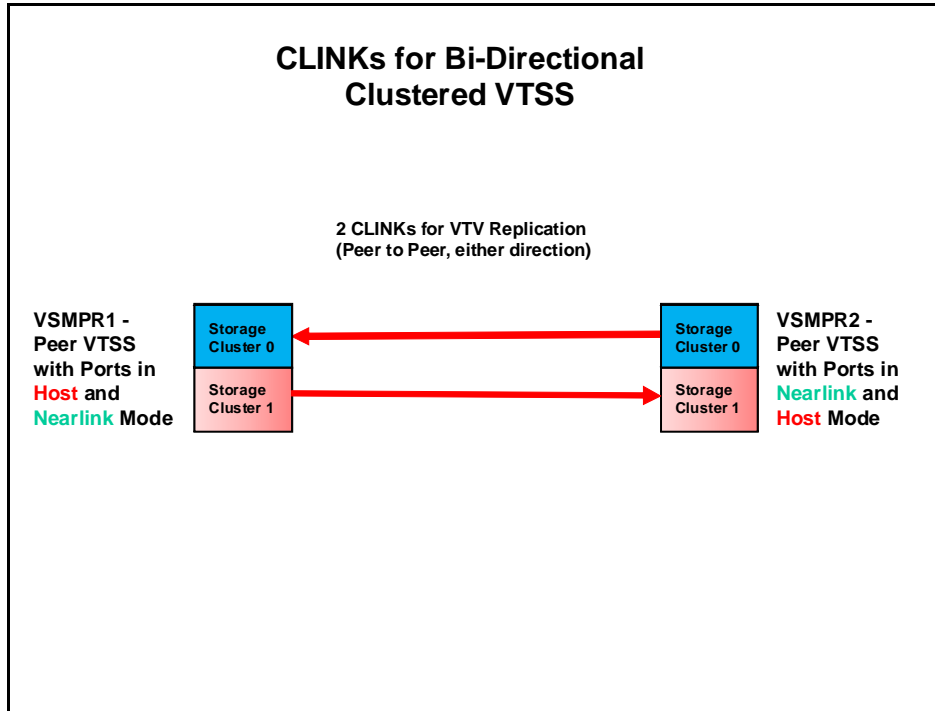 CLINKs for Bi-Directional
Clustered VTSS
2 CLINKs for VTV Replication
(Peer to Peer, either direction)
VSMPR1 -
Peer VTSS
with Ports in
Host and
Nearlink Mode
Storage
Cluster 0
Storage
Cluster 1
Storage
Cluster 0
Storage
Cluster 1
VSMPR2 -
Peer VTSS
with Ports in
Nearlink and
Host Mode